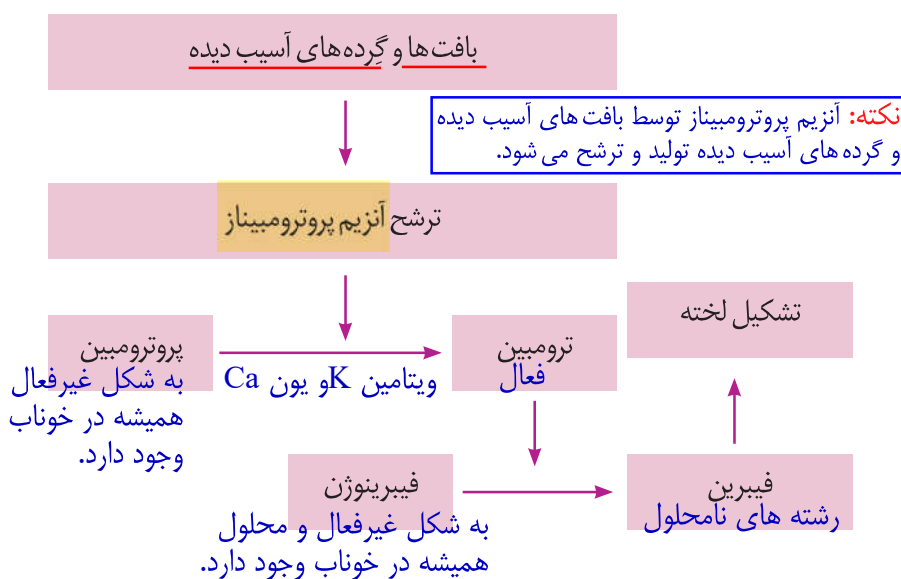 بافت‌ها و گِرده‌های آسیب دیده
نکته: آنزیم پروترومبیناز توسط بافت های آسیب دیده
و گرده های آسیب دیده تولید و ترشح می شود.
ترشح آنزیم پروترومبیناز
تشکیل لخته
پروترومبین
به شکل غیرفعال
همیشه در خوناب
وجود دارد.
ویتامین K و یون Ca
ترومبین
فعال
فیبرینوژن
به شکل غیرفعال و محلول
همیشه در خوناب وجود دارد.
فیبرین
رشته های نامحلول